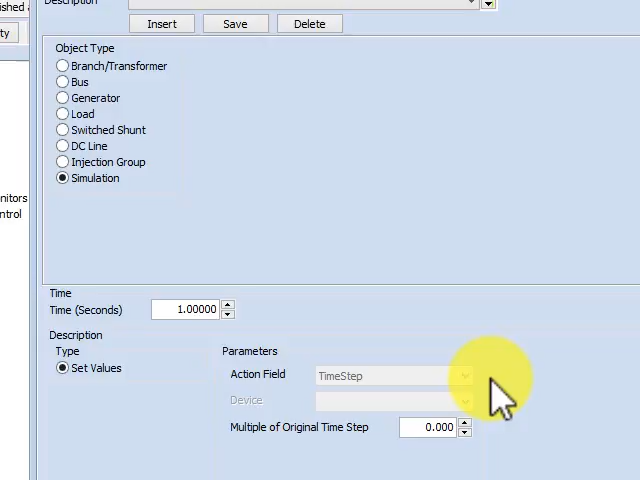 Description
ished a
ty
Insert Save Delete
Object Type
Branch/Transformer
Bus
Generator
Load
Switched Shunt
DC Line
Injection Group
Simulation
nitors
ntrol
Time
Time (Seconds) 1.00000
Description
Type Parameters
Set Values Action Field TimeStep
Device
Multiple of Original Time Step 0.000